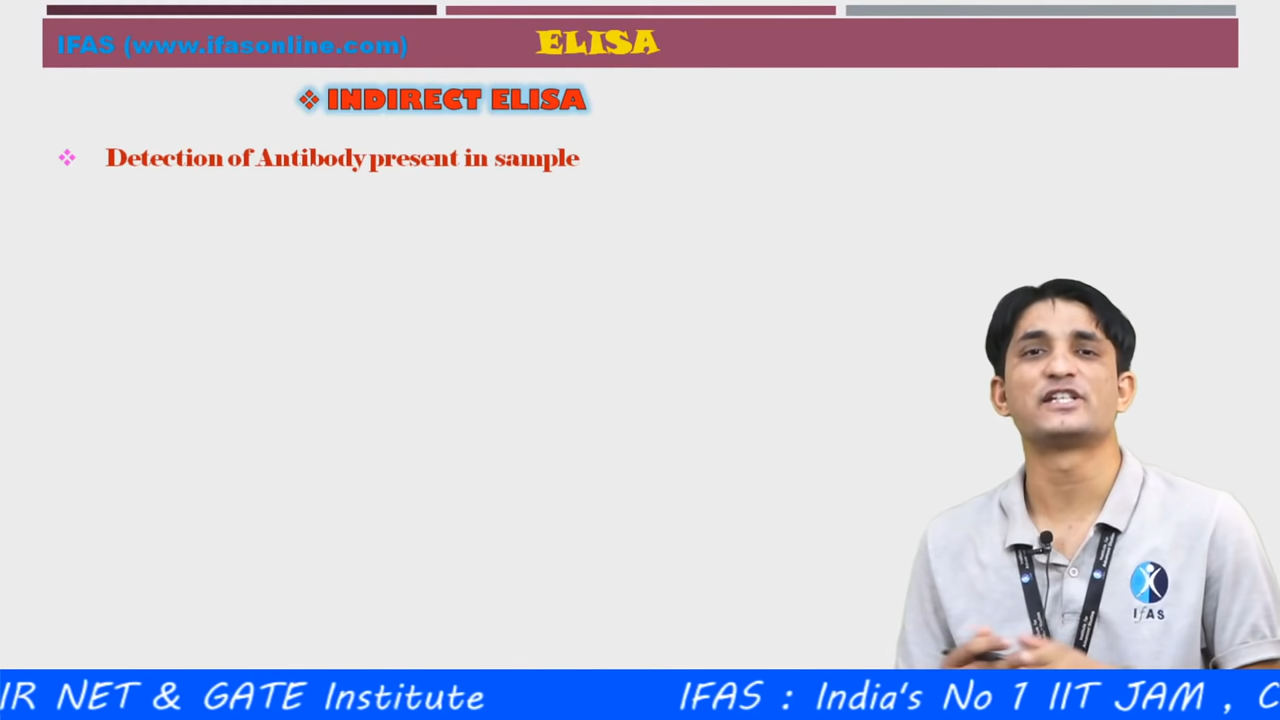 IFAS (www.ifasonline.com)
ELISA
❖ INDIRECT ELISA
❖ Detection of Antibody present in sample
IFAS
IR NET & GATE Institute IFAS : India's No 1 IIT JAM , C